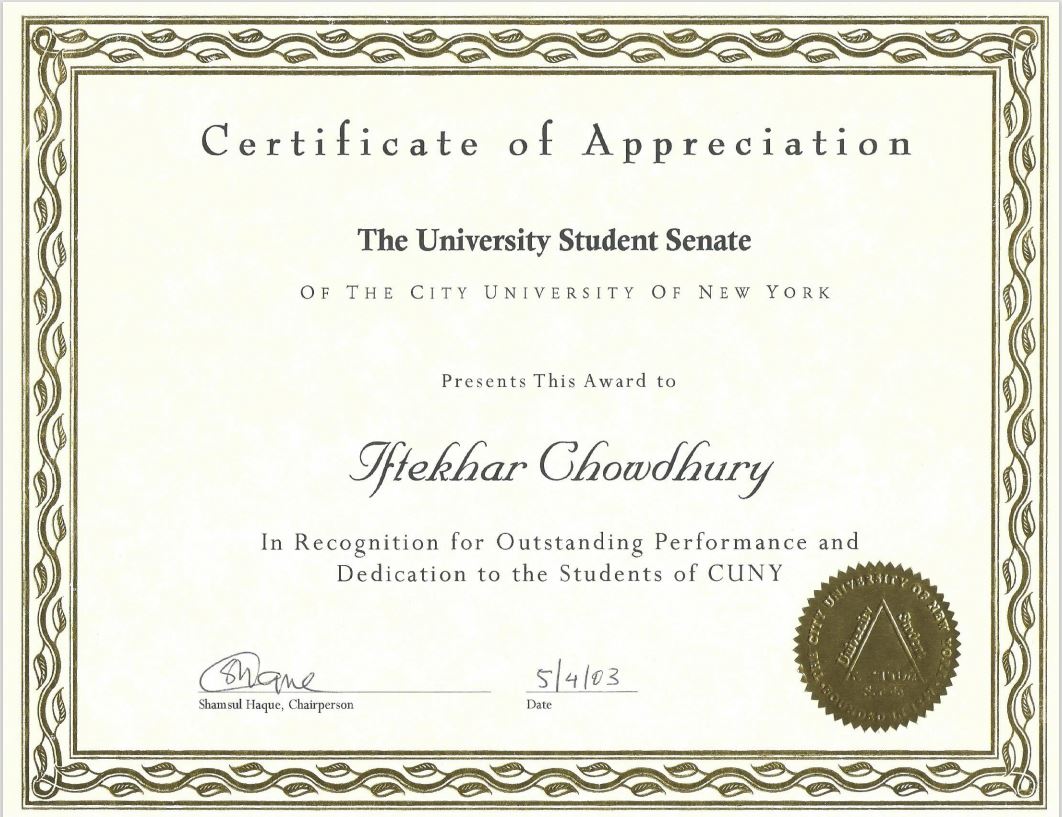 Certificate of Appreciation
The University Student Senate
OF THE CITY UNIVERSITY OF NEW YORK
Presents This Award to
Iftekhar Chowdhury
In Recognition for Outstanding Performance and
Dedication to the Students of CUNY
THE CITY UNIVERSITY OF NEW YORK
University Student
SHaque
5/4/03
Shamsul Haque, Chairperson
Date